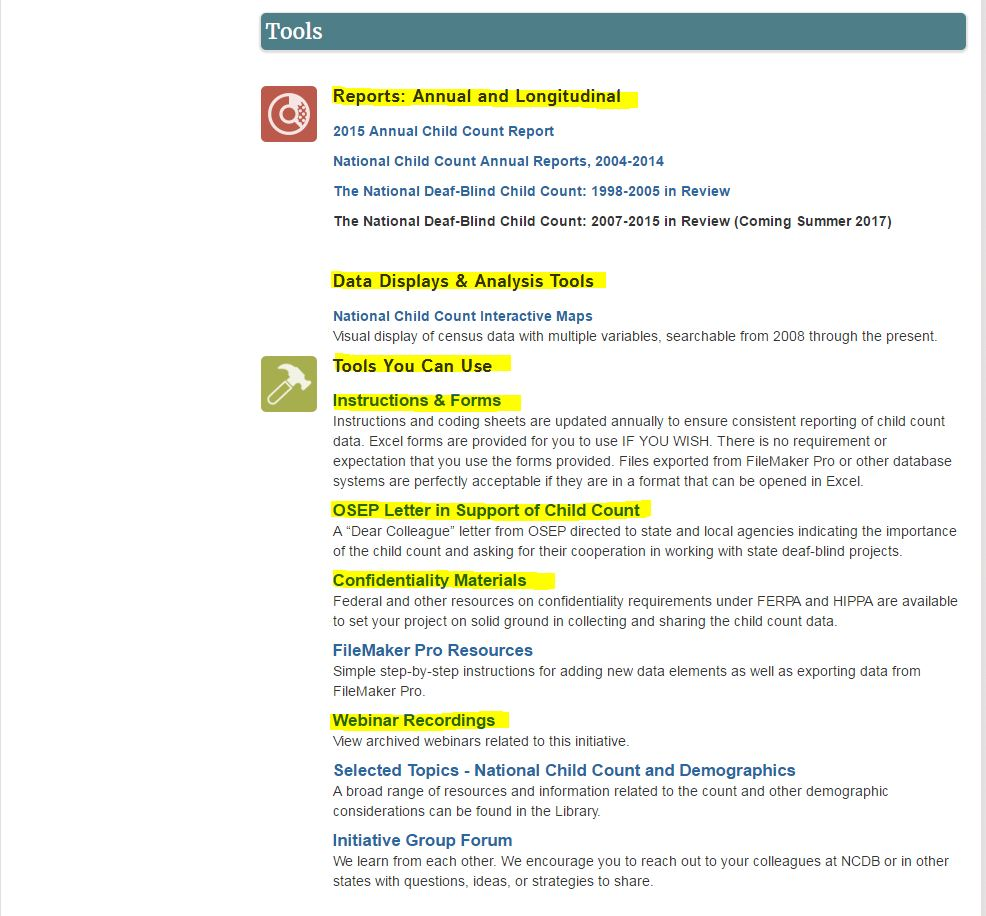 Tools
Reports: Annual and Longitudinal
2015 Annual Child Count Report
National Child Count Annual Reports, 2004-2014
The National Deaf-Blind Child Count: 1998-2005 in Review
The National Deaf-Blind Child Count: 2007-2015 in Review (Coming Summer 2017)
Data Displays & Analysis Tools
National Child Count Interactive Maps
Visual display of census data with multiple variables, searchable from 2008 through the present.
Tools You Can Use
Instructions & Forms
Instructions and coding sheets are updated annually to ensure consistent reporting of child count
data. Excel forms are provided for you to use IF YOU WISH. There is no requirement or
expectation that you use the forms provided. Files exported from FileMaker Pro or other database
systems are perfectly acceptable if they are in a format that can be opened in Excel.
OSEP Letter in Support of Child Count
A “Dear Colleague” letter from OSEP directed to state and local agencies indicating the importance
of the child count and asking for their cooperation in working with state deaf-blind projects.
Confidentiality Materials
Federal and other resources on confidentiality requirements under FERPA and HIPPA are available
to set your project on solid ground in collecting and sharing the child count data.
FileMaker Pro Resources
Simple step-by-step instructions for adding new data elements as well as exporting data from
FileMaker Pro.
Webinar Recordings
View archived webinars related to this initiative.
Selected Topics - National Child Count and Demographics
A broad range of resources and information related to the count and other demographic
considerations can be found in the Library.
Initiative Group Forum
We learn from each other. We encourage you to reach out to your colleagues at NCDB or in other
states with questions, ideas, or strategies to share.